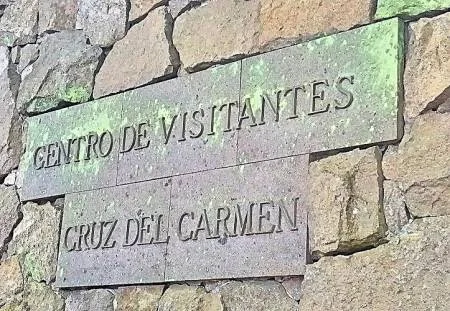 CENTRO DE VISITANTES
CRUZ DEL CARMEN